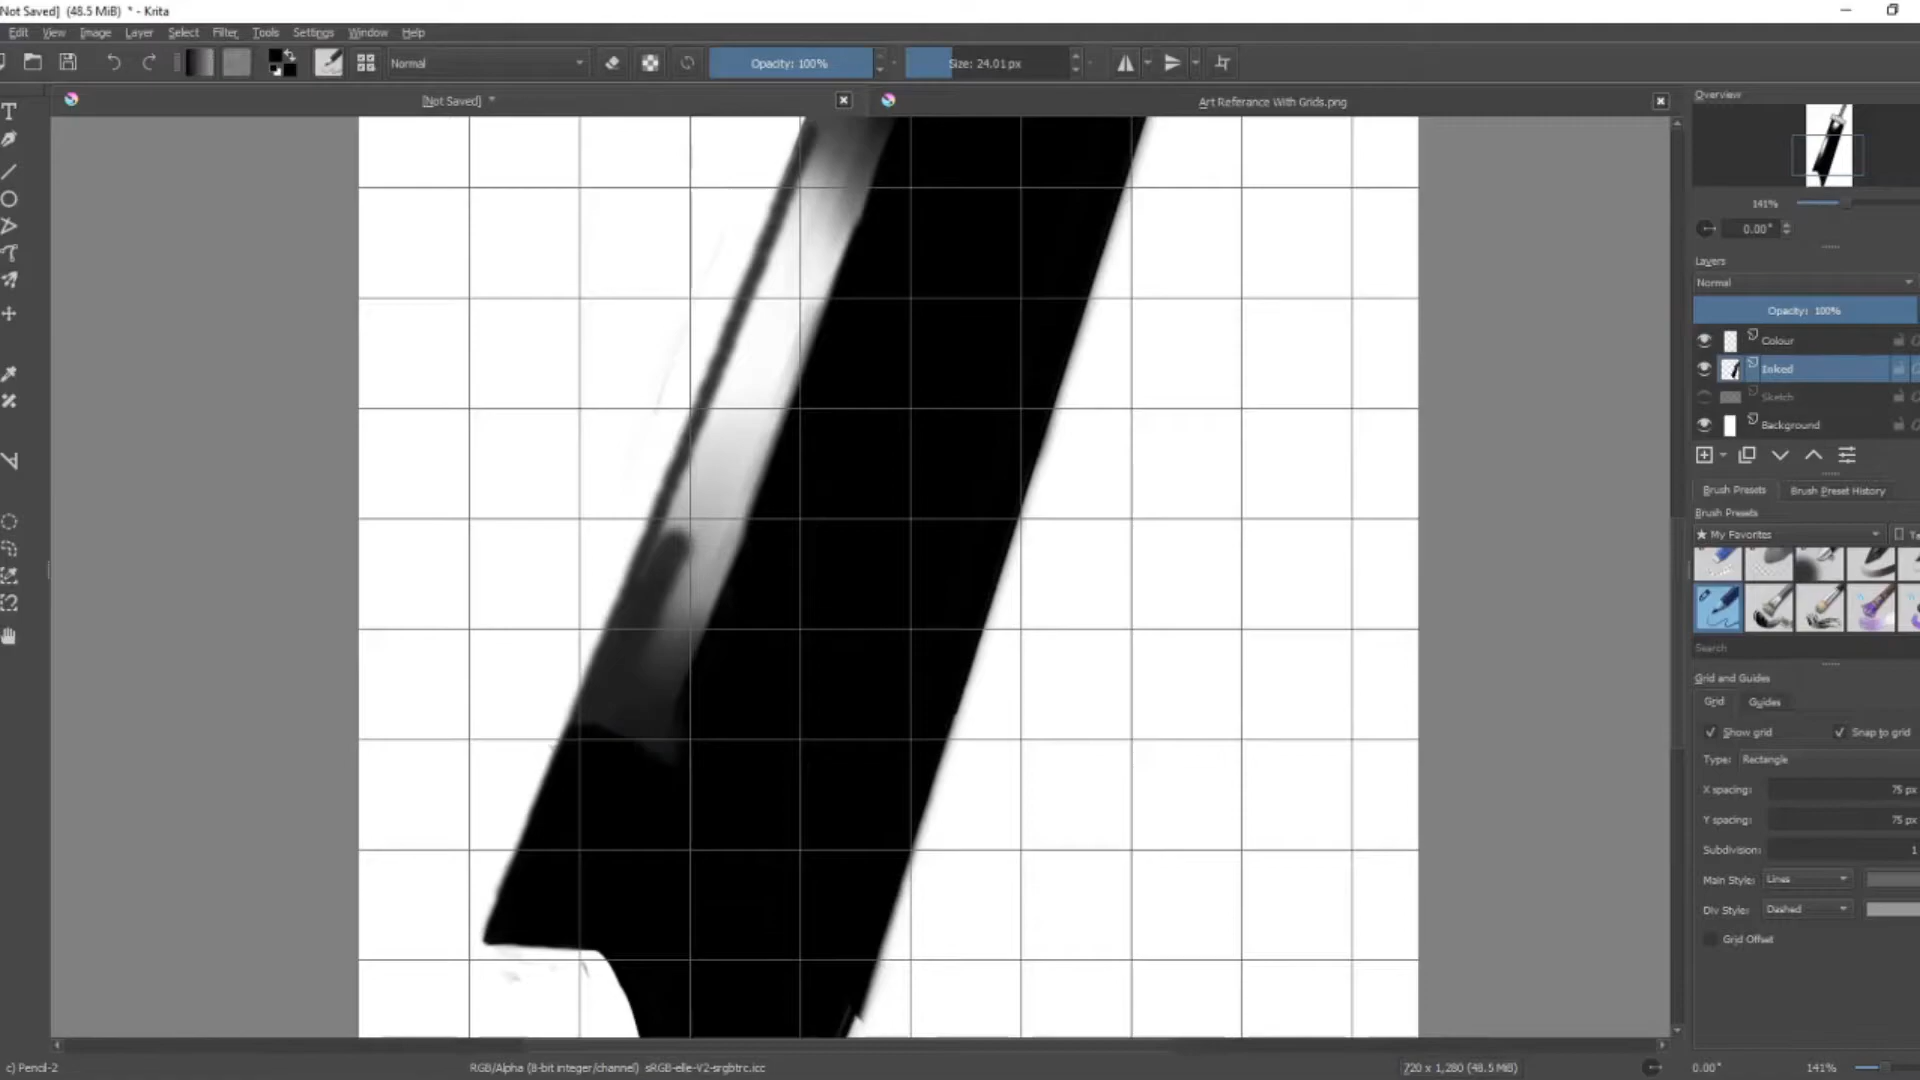 Not Saved]  (48.5 MiB)  * - Krita
Edit View Image Layer Select Filter Tools Settings Window Help
Normal Opacity: 100% Size: 24.01 px
[Not Saved] * Art Referance With Grids.png
Overview
141%
0.00°
Layers
Normal
Opacity: 100%
Colour
Inked
Sketch
Background
Brush Presets Brush Preset History
Brush Presets
★ My Favorites Ta
Search
Grid and Guides
Grid Guides
Show grid Snap to grid
Type: Rectangle
X spacing: 75 px
Y spacing: 75 px
Subdivision: 1
Main Style: Lines
Div Style: Dashed
Grid Offset
c) Pencil-2 RGB/Alpha (8-bit integer/channel) sRGB-elle-V2-srgbtrc.icc 720 x 1,280 (48.5 MiB) 0.00° 141%